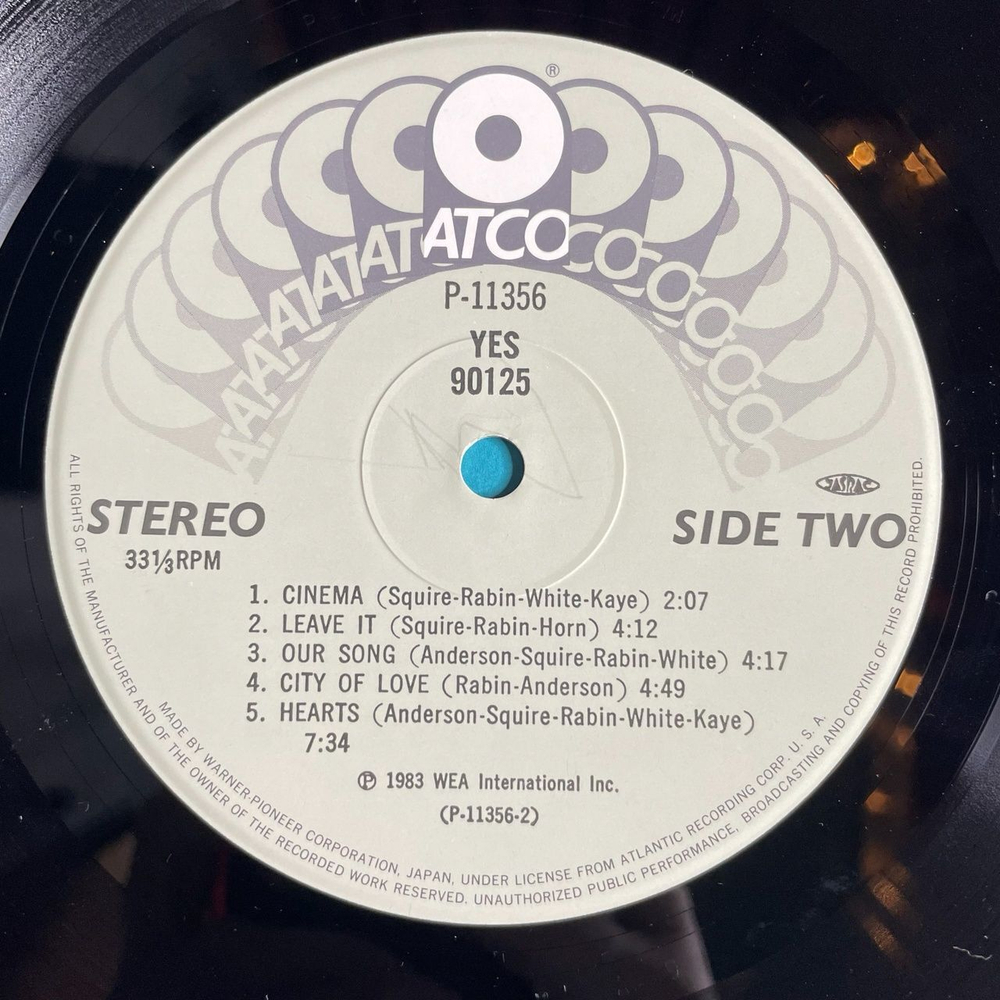 ®
ATCO
P-11356
YES
90125
STEREO
33⅓RPM
SIDE TWO
1. CINEMA (Squire-Rabin-White-Kaye) 2:07
2. LEAVE IT (Squire-Rabin-Horn) 4:12
3. OUR SONG (Anderson-Squire-Rabin-White) 4:17
4. CITY OF LOVE (Rabin-Anderson) 4:49
5. HEARTS (Anderson-Squire-Rabin-White-Kaye)
7:34
℗ 1983 WEA International Inc.
(P-11356-2)
MADE BY WARNER-PIONEER CORPORATION, JAPAN, UNDER LICENSE FROM ATLANTIC RECORDING CORP. U. S. A.
ALL RIGHTS OF THE MANUFACTURER AND OF THE OWNER OF THE RECORDED WORK RESERVED. UNAUTHORIZED PUBLIC PERFORMANCE, BROADCASTING AND COPYING OF THIS RECORD PROHIBITED.